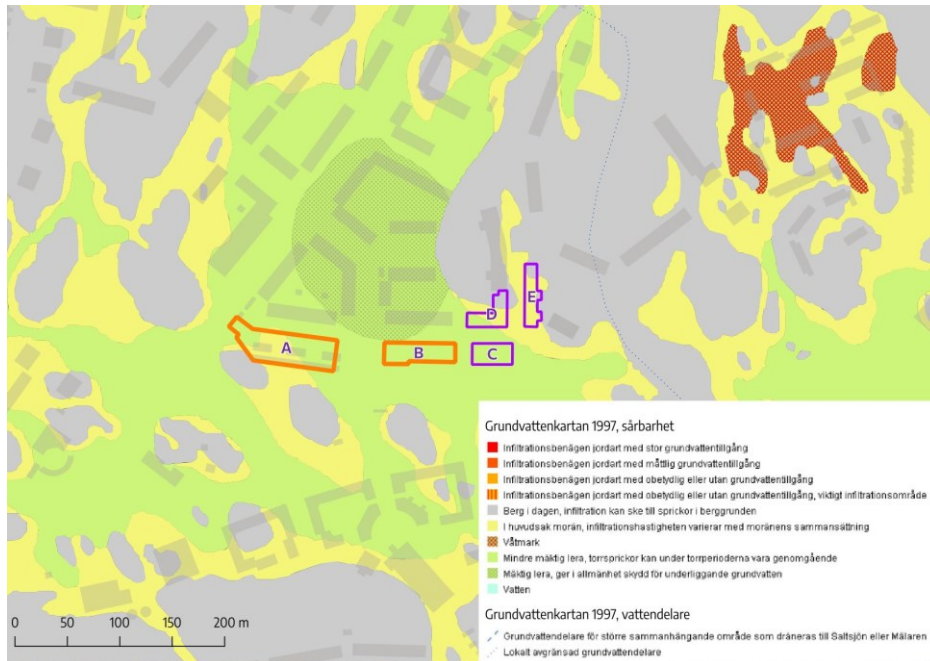 E
D
A
B
C
Grundvattenkartan 1997, sårbarhet
Infiltrationsbenägen jordart med stor grundvattentillgång
Infiltrationsbenägen jordart med måttlig grundvattentillgång
Infiltrationsbenägen jordart med obetydlig eller utan grundvattentillgång
Infiltrationsbenägen jordart med obetydlig eller utan grundvattentillgång, viktigt infiltrationsområde
Berg i dagen, infiltration kan ske till sprickor i berggrunden
I huvudsak morän, infiltrationshastigheten varierar med moränens sammansättning
Våtmark
Mindre mäktig lera, torrsprickor kan under torrperioderna vara genomgående
Mäktig lera, ger i allmänhet skydd för underliggande grundvatten
Vatten
Grundvattenkartan 1997, vattendelare
Grundvattendelare för större sammanhängande område som dräneras till Saltsjön eller Mälaren
Lokalt avgränsad grundvattendelare
0 50 100 150 200 m